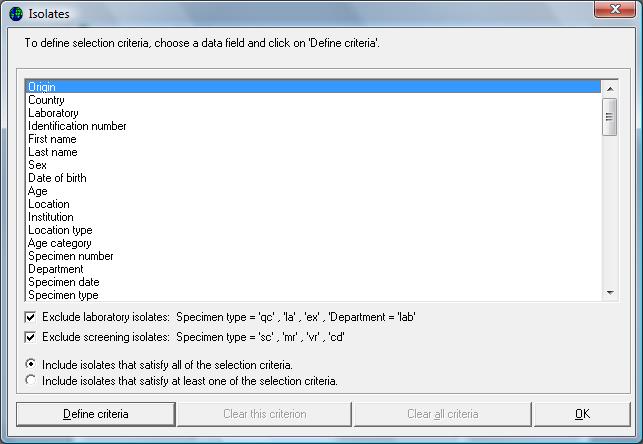 Isolates
To define selection criteria, choose a data field and click on 'Define criteria'.
Origin
Country
Laboratory
Identification number
First name
Last name
Sex
Date of birth
Age
Location
Institution
Location type
Age category
Specimen number
Department
Specimen date
Specimen type
Exclude laboratory isolates:  Specimen type = 'qc' , 'la' , 'ex' , 'Department = 'lab'
Exclude screening isolates:  Specimen type = 'sc' , 'mr' , 'vr' , 'cd'
Include isolates that satisfy all of the selection criteria.
Include isolates that satisfy at least one of the selection criteria.
Define criteria Clear this criterion Clear all criteria OK